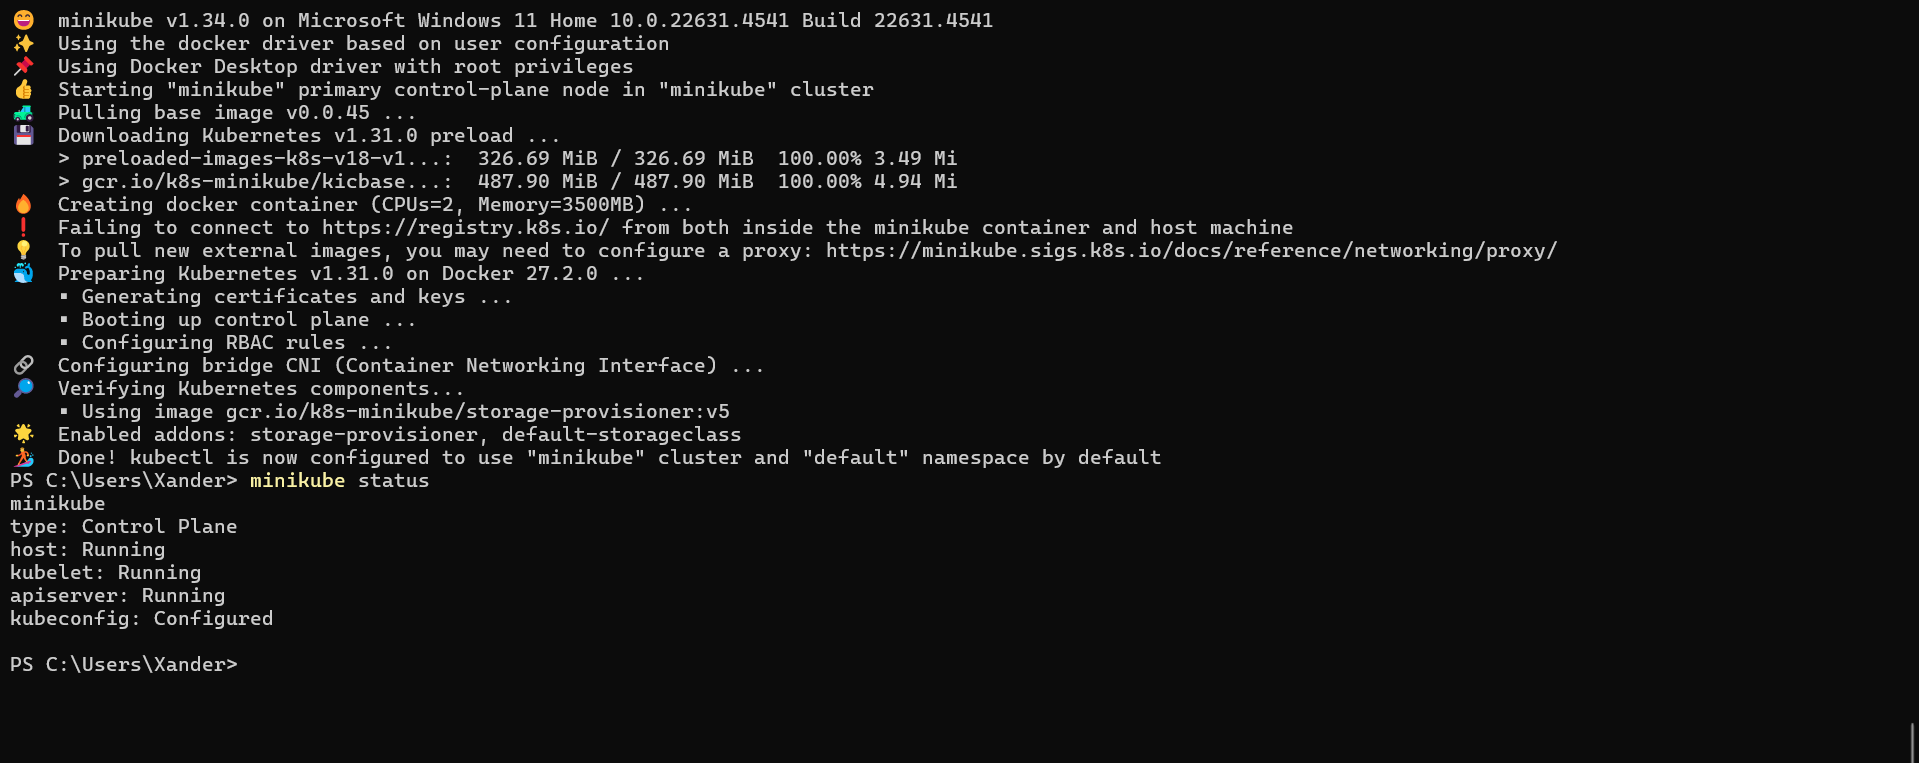 😄  minikube v1.34.0 on Microsoft Windows 11 Home 10.0.22631.4541 Build 22631.4541
✨  Using the docker driver based on user configuration
📌  Using Docker Desktop driver with root privileges
👍  Starting "minikube" primary control-plane node in "minikube" cluster
🚜  Pulling base image v0.0.45 ...
💾  Downloading Kubernetes v1.31.0 preload ...
    > preloaded-images-k8s-v18-v1...:  326.69 MiB / 326.69 MiB  100.00% 3.49 Mi
    > gcr.io/k8s-minikube/kicbase...:  487.90 MiB / 487.90 MiB  100.00% 4.94 Mi
🔥  Creating docker container (CPUs=2, Memory=3500MB) ...
❗  Failing to connect to https://registry.k8s.io/ from both inside the minikube container and host machine
💡  To pull new external images, you may need to configure a proxy: https://minikube.sigs.k8s.io/docs/reference/networking/proxy/
🐳  Preparing Kubernetes v1.31.0 on Docker 27.2.0 ...
    ▪ Generating certificates and keys ...
    ▪ Booting up control plane ...
    ▪ Configuring RBAC rules ...
🔗  Configuring bridge CNI (Container Networking Interface) ...
🔎  Verifying Kubernetes components...
    ▪ Using image gcr.io/k8s-minikube/storage-provisioner:v5
🌟  Enabled addons: storage-provisioner, default-storageclass
🏄  Done! kubectl is now configured to use "minikube" cluster and "default" namespace by default
PS C:\Users\Xander> minikube status
minikube
type: Control Plane
host: Running
kubelet: Running
apiserver: Running
kubeconfig: Configured
PS C:\Users\Xander>